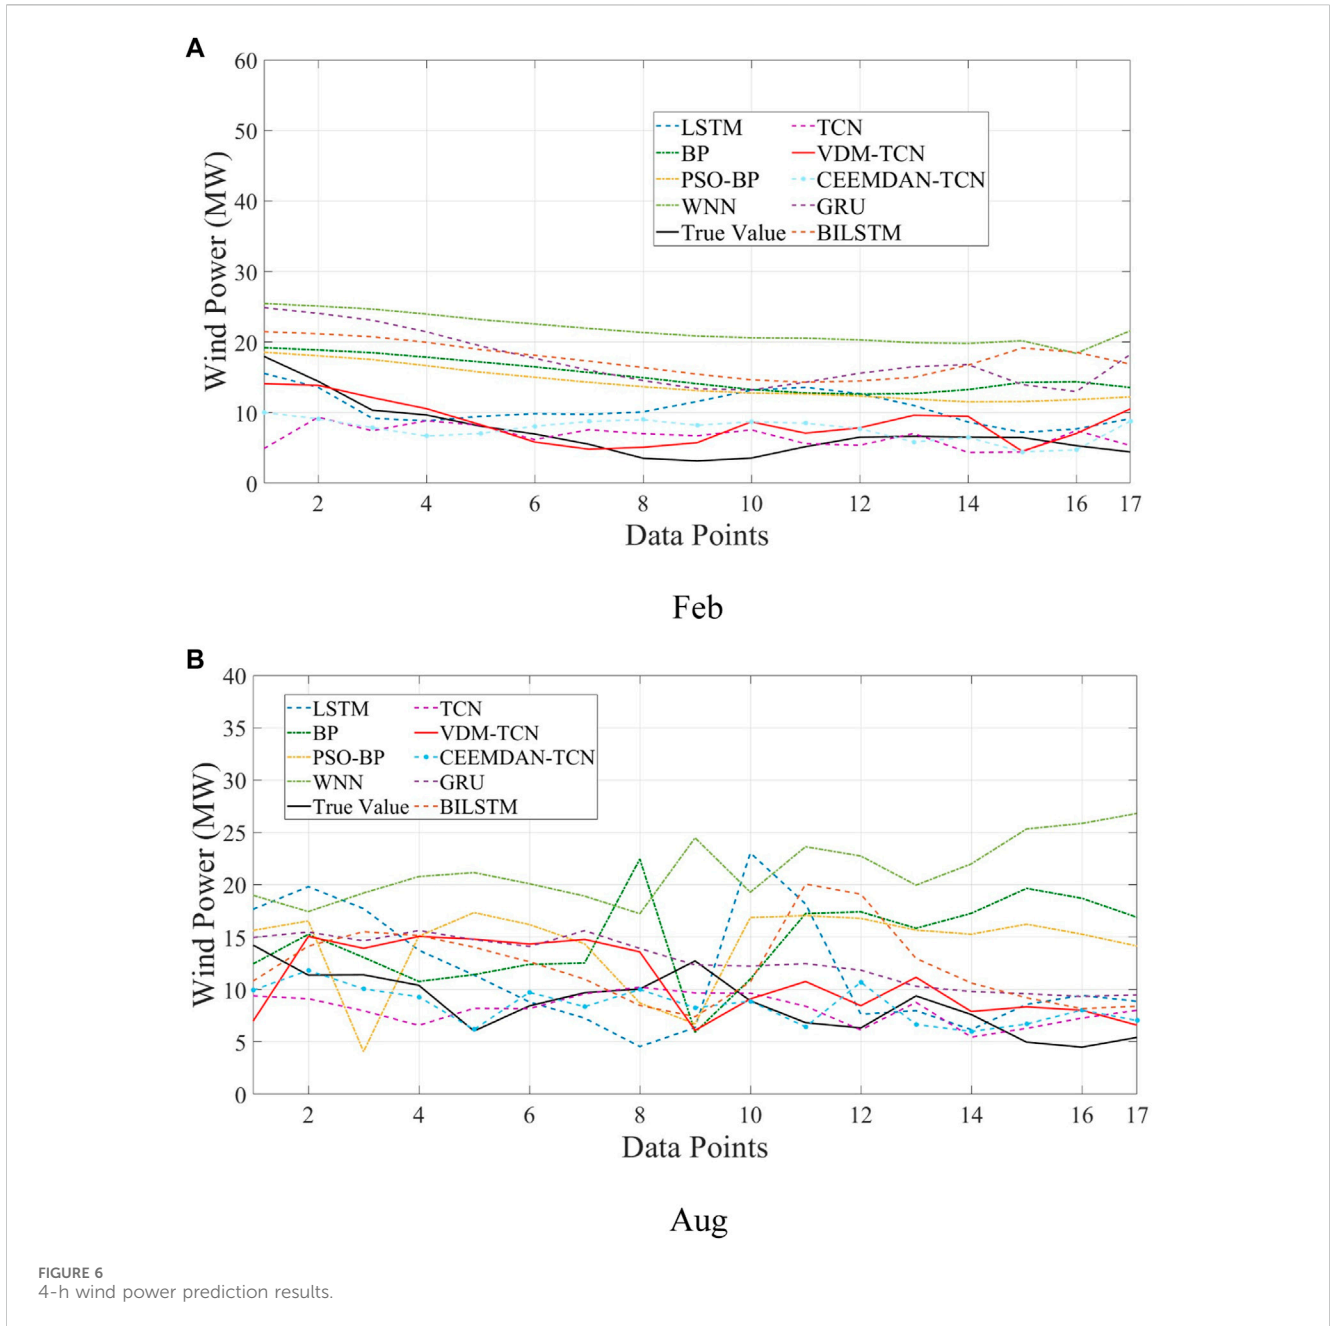 A
60
50
40
30
20
10
0
Wind Power (MW)
LSTM TCN
BP VDM-TCN
PSO-BP CEEMDAN-TCN
WNN GRU
True Value BILSTM
2 4 6 8 10 12 14 16 17
Data Points
Feb
B
40
35
30
25
20
15
10
5
0
Wind Power (MW)
LSTM TCN
BP VDM-TCN
PSO-BP CEEMDAN-TCN
WNN GRU
True Value BILSTM
2 4 6 8 10 12 14 16 17
Data Points
Aug
FIGURE 6
4-h wind power prediction results.